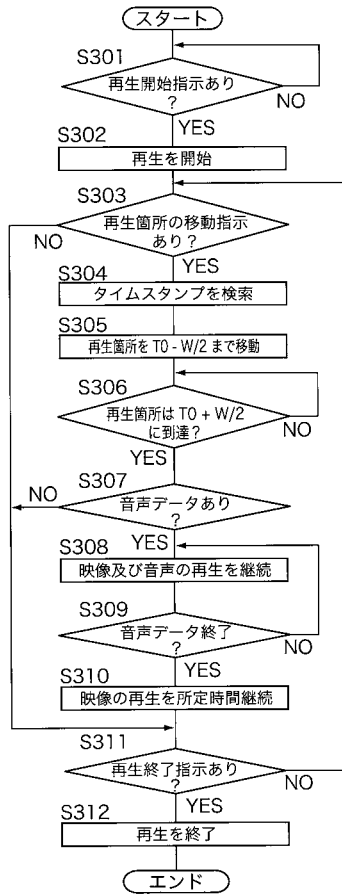 スタート
S301
再生開始指示あり
?
NO
YES
S302
再生を開始
S303
再生箇所の移動指示
あり?
NO
YES
S304
タイムスタンプを検索
S305
再生箇所をT0 - W/2 まで移動
S306
再生箇所は T0 + W/2
に到達?
NO
YES
S307
音声データあり
?
NO
YES
S308
映像及び音声の再生を継続
S309
音声データ終了
?
NO
YES
S310
映像の再生を所定時間継続
S311
再生終了指示あり
?
NO
YES
S312
再生を終了
エンド